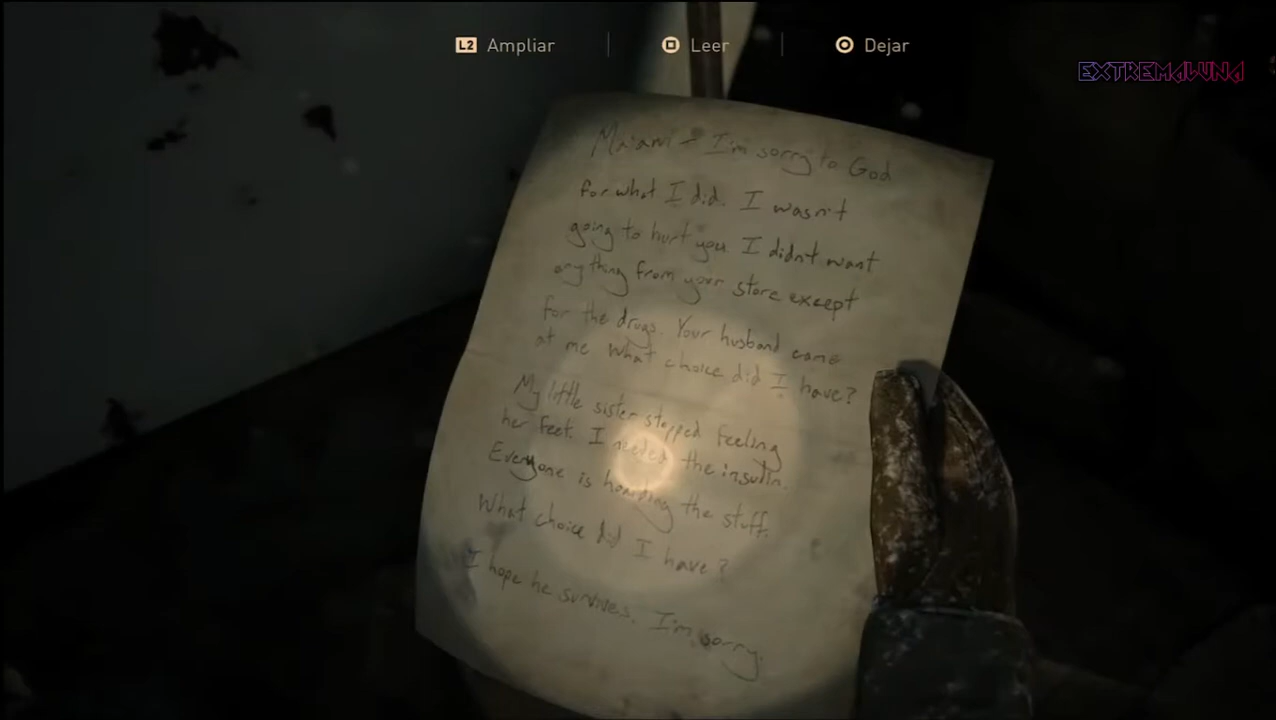 L2 Ampliar
Leer
Dejar
EXTREMAWNA
Ma'am - I'm sorry to God
for what I did. I wasn't
going to hurt you. I didn't want
anything from your store except
for the drugs. Your husband came
at me what choice did I have?
My little sister stopped feeling
her feet. I needed the insulin.
Everyone is hoarding the stuff.
What choice did I have?
I hope he survives. I'm sorry.